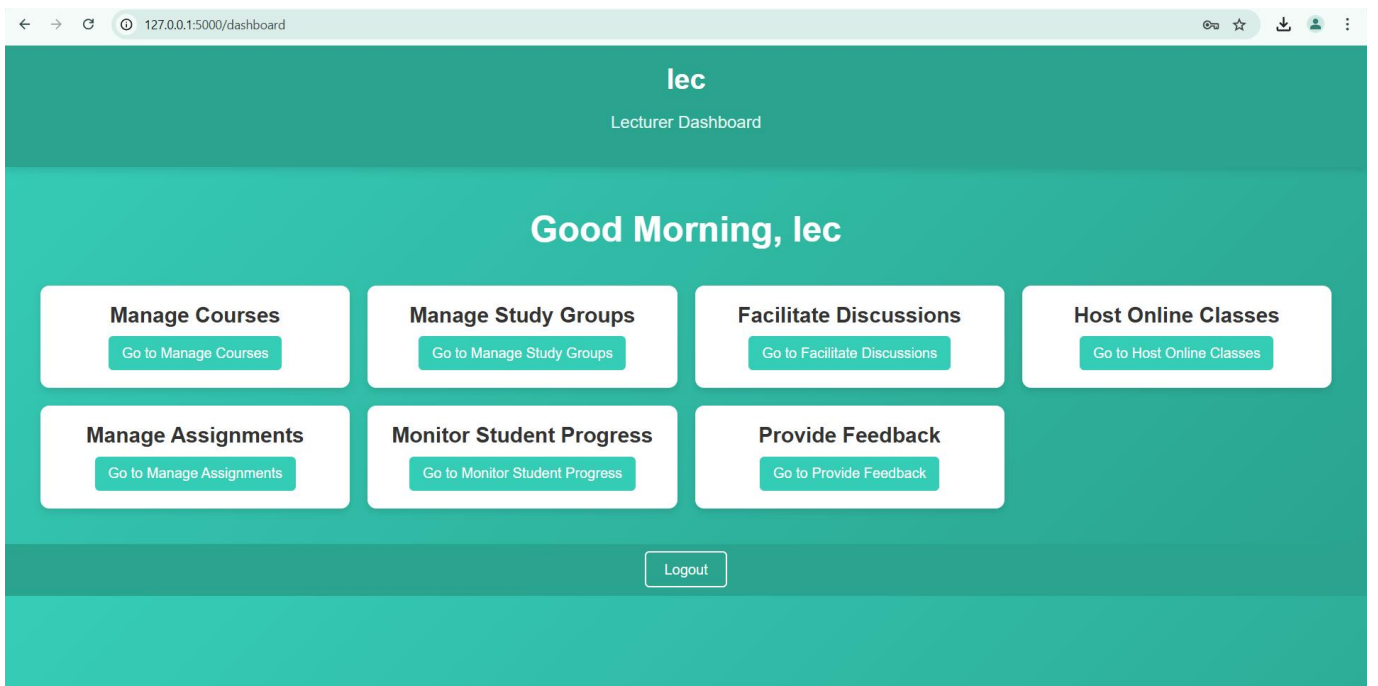 127.0.0.1:5000/dashboard
lec
Lecturer Dashboard
Good Morning, lec
Manage Courses
Go to Manage Courses
Manage Study Groups
Go to Manage Study Groups
Facilitate Discussions
Go to Facilitate Discussions
Host Online Classes
Go to Host Online Classes
Manage Assignments
Go to Manage Assignments
Monitor Student Progress
Go to Monitor Student Progress
Provide Feedback
Go to Provide Feedback
Logout